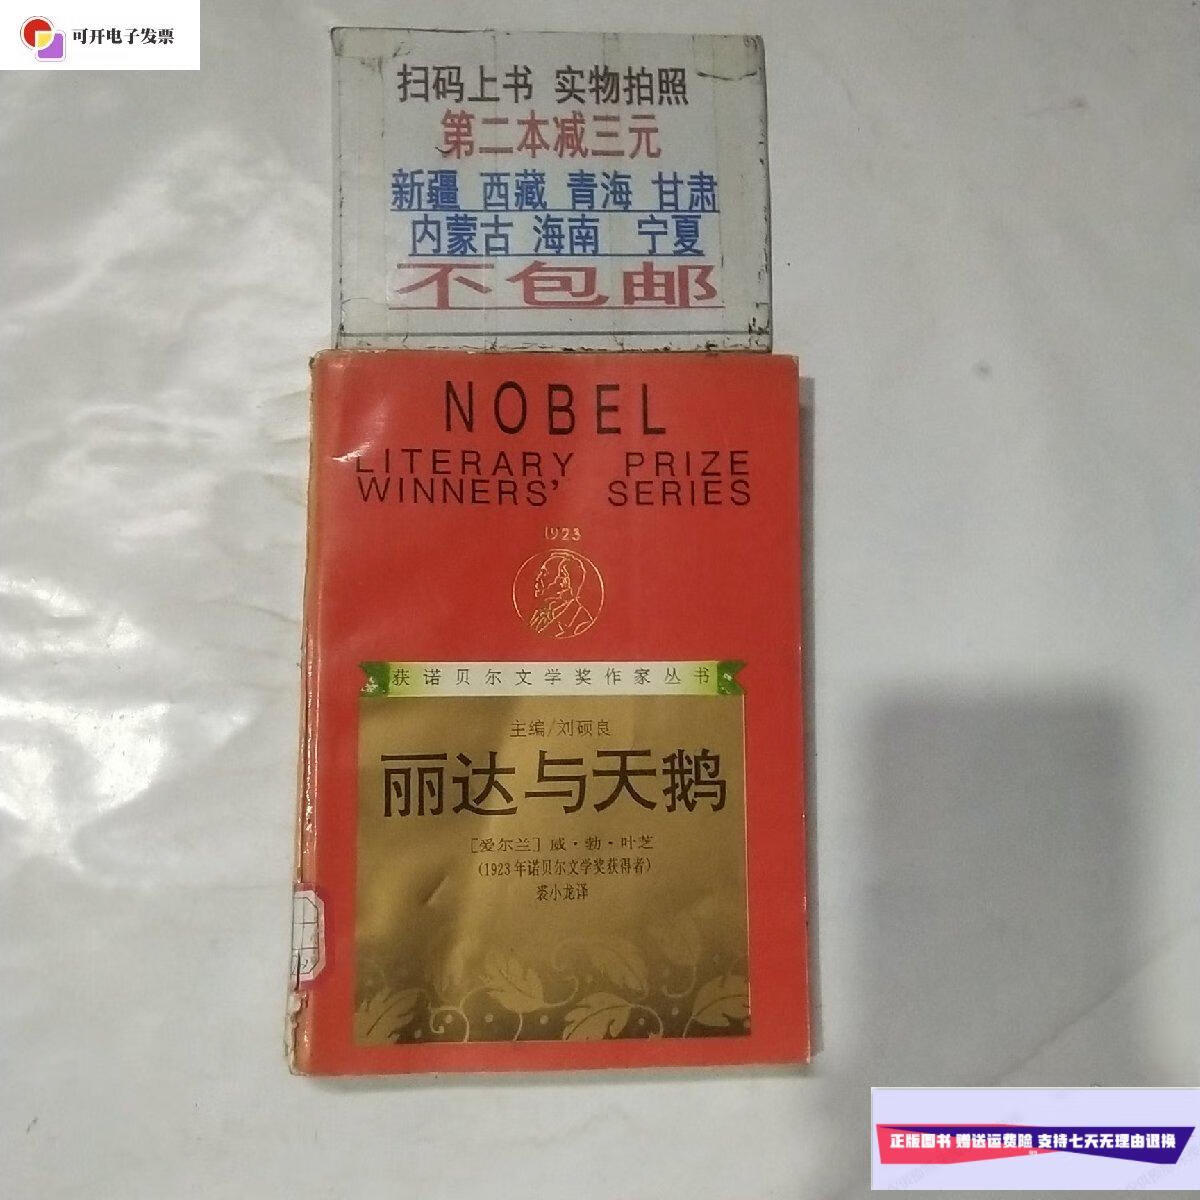 可开电子发票
扫码上书 实物拍照
第二本减三元
新疆 西藏 青海 甘肃
内蒙古 海南 宁夏
不包邮
NOBEL
LITERARY PRIZE
WINNERS' SERIES
1923
获诺贝尔文学奖作家丛书
主编/刘硕良
丽达与天鹅
[爱尔兰]威·勃·叶芝
(1923年诺贝尔文学奖获得者)
裘小龙译
正版图书 赠送运费险 支持七天无理由退换